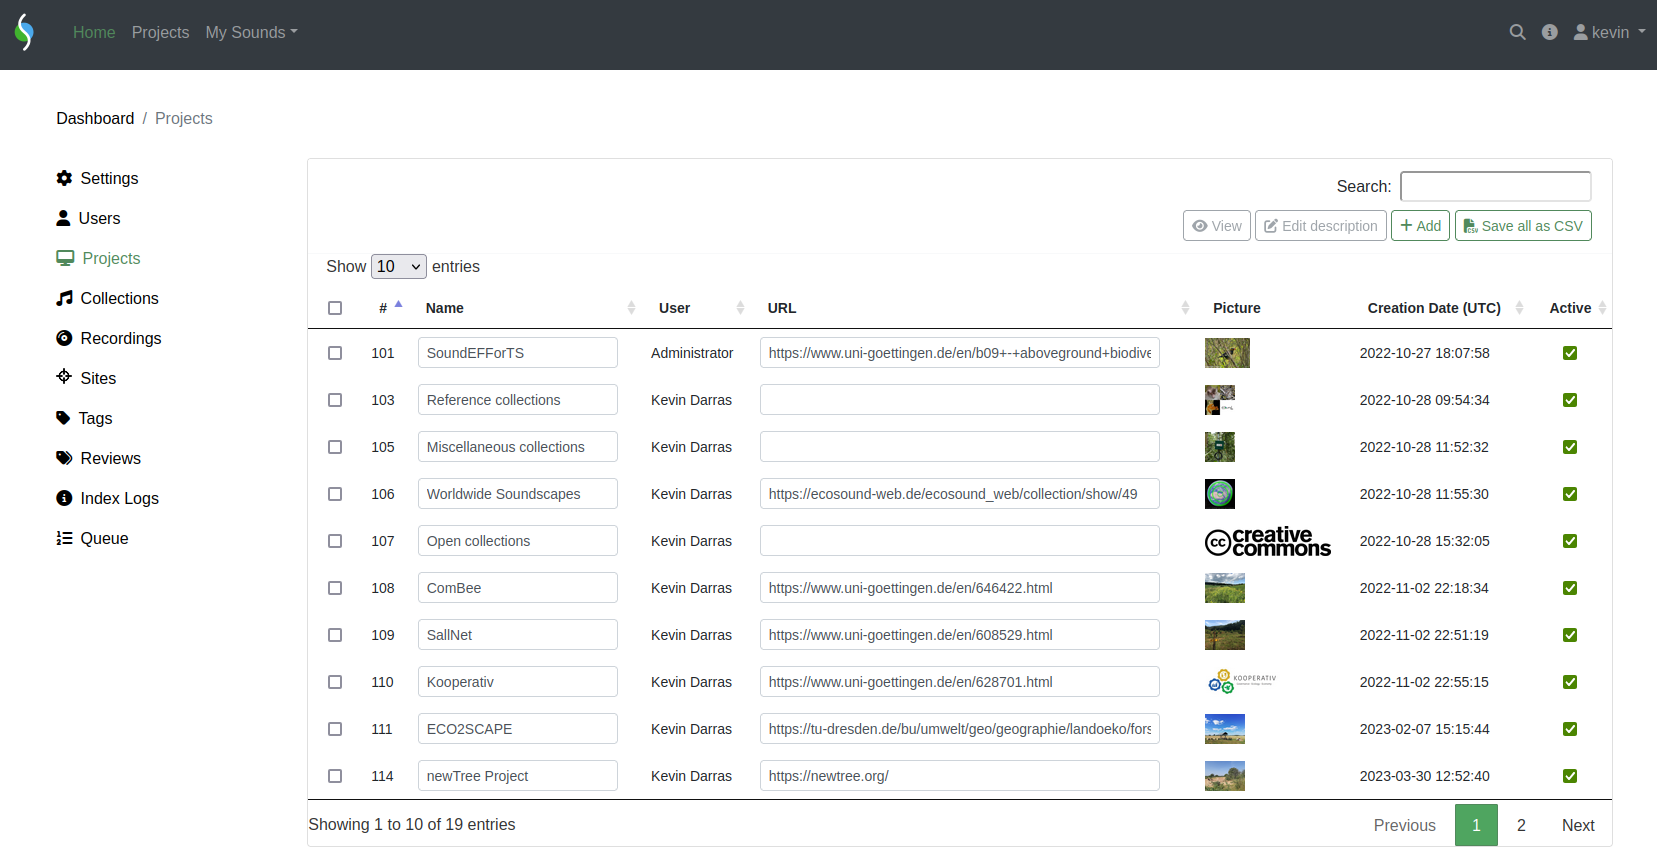 Home Projects My Sounds kevin
Dashboard / Projects
Settings
Users
Projects
Collections
Recordings
Sites
Tags
Reviews
Index Logs
Queue
Search:
View Edit description Add Save all as CSV
Show 10 entries
# Name User URL Picture Creation Date (UTC) Active
101 SoundEFForTS Administrator https://www.uni-goettingen.de/en/b09+-+aboveground+biodive 2022-10-27 18:07:58
103 Reference collections Kevin Darras 2022-10-28 09:54:34
105 Miscellaneous collections Kevin Darras 2022-10-28 11:52:32
106 Worldwide Soundscapes Kevin Darras https://ecosound-web.de/ecosound_web/collection/show/49 2022-10-28 11:55:30
107 Open collections Kevin Darras cc creative commons 2022-10-28 15:32:05
108 ComBee Kevin Darras https://www.uni-goettingen.de/en/646422.html 2022-11-02 22:18:34
109 SallNet Kevin Darras https://www.uni-goettingen.de/en/608529.html 2022-11-02 22:51:19
110 Kooperativ Kevin Darras https://www.uni-goettingen.de/en/628701.html KOOPERATIV 2022-11-02 22:55:15
111 ECO2SCAPE Kevin Darras https://tu-dresden.de/bu/umwelt/geo/geographie/landoeko/fors 2023-02-07 15:15:44
114 newTree Project Kevin Darras https://newtree.org/ 2023-03-30 12:52:40
Showing 1 to 10 of 19 entries Previous 1 2 Next